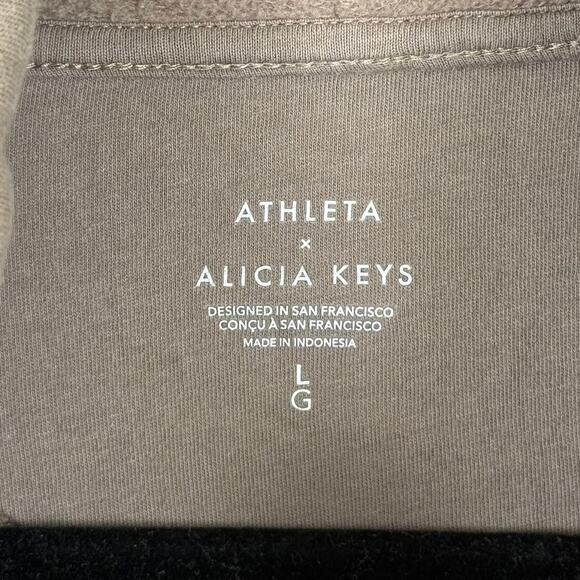 ATHLETA
×
ALICIA KEYS
DESIGNED IN SAN FRANCISCO
CONÇU À SAN FRANCISCO
MADE IN INDONESIA
L
G